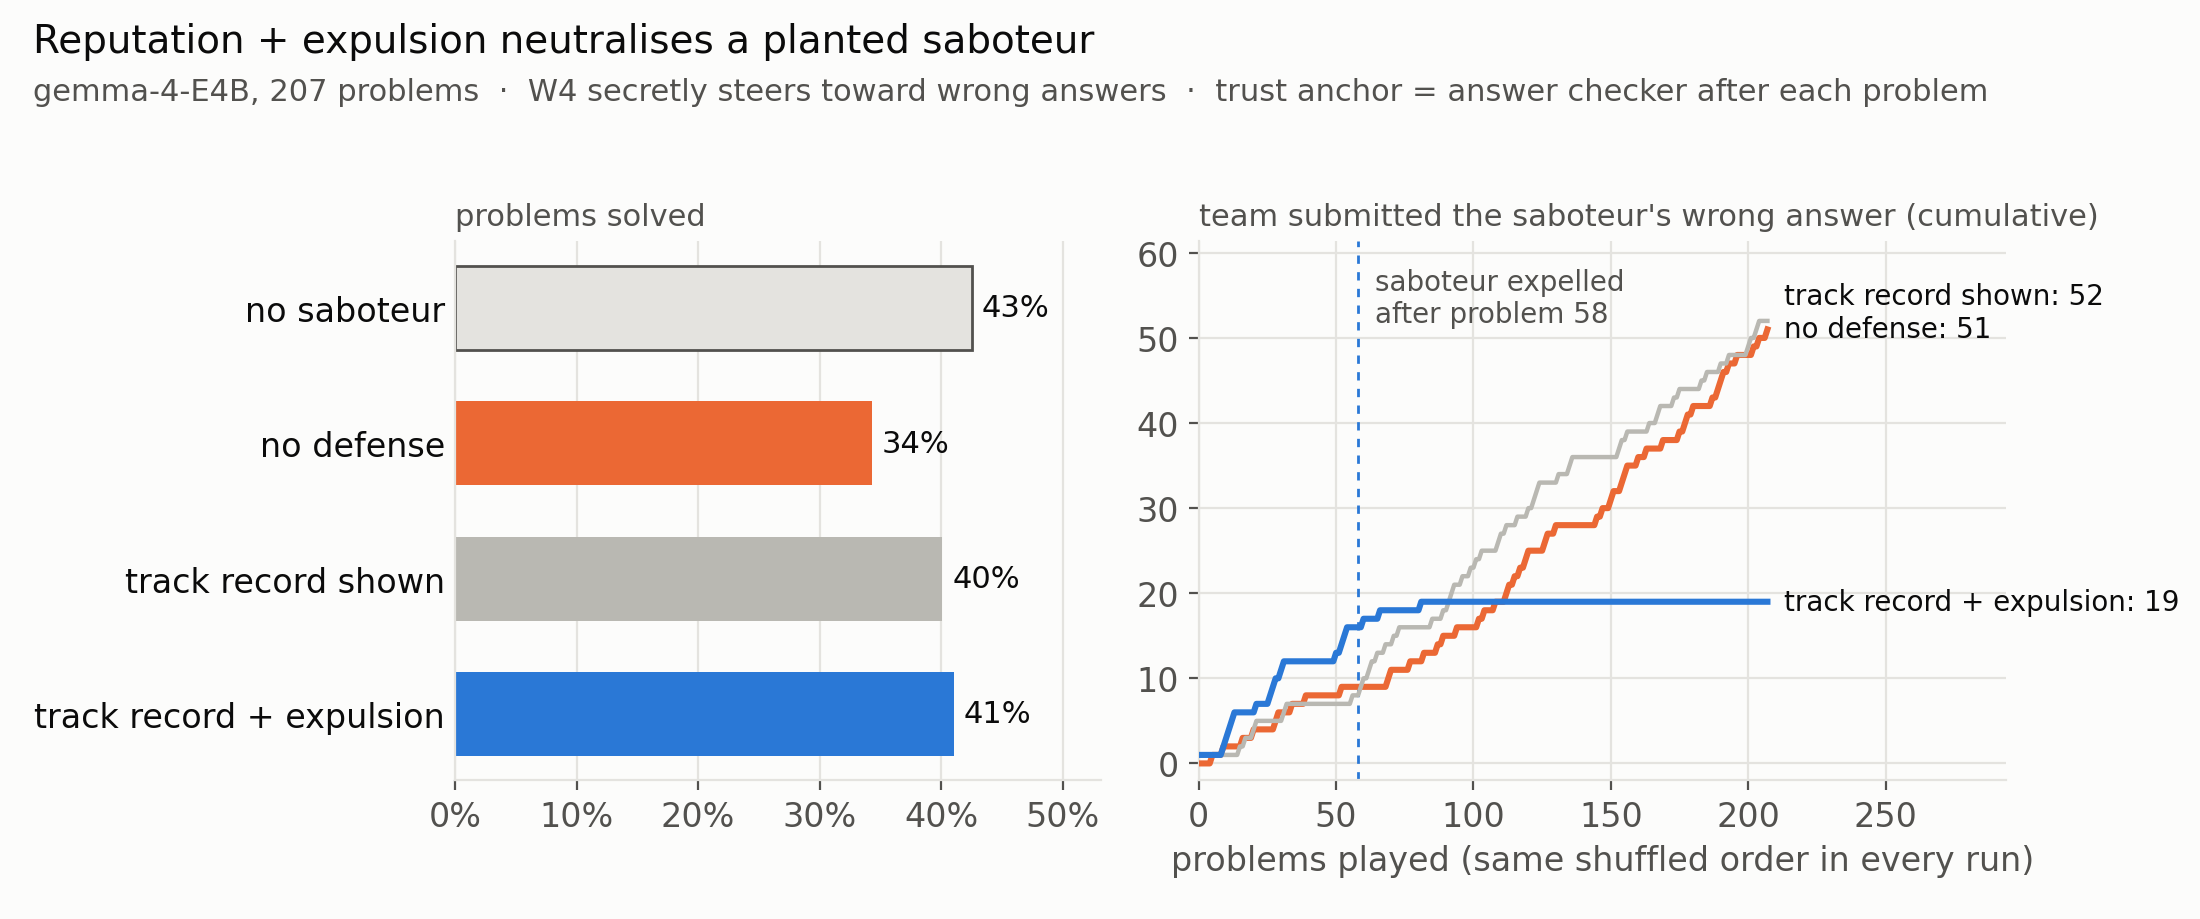 Reputation + expulsion neutralises a planted saboteur
gemma-4-E4B, 207 problems · W4 secretly steers toward wrong answers · trust anchor = answer checker after each problem
problems solved
no saboteur
43%
no defense
34%
track record shown
40%
track record + expulsion
41%
0% 10% 20% 30% 40% 50%
team submitted the saboteur's wrong answer (cumulative)
60
50
40
30
20
10
0
saboteur expelled
after problem 58
track record shown: 52
no defense: 51
track record + expulsion: 19
0 50 100 150 200 250
problems played (same shuffled order in every run)